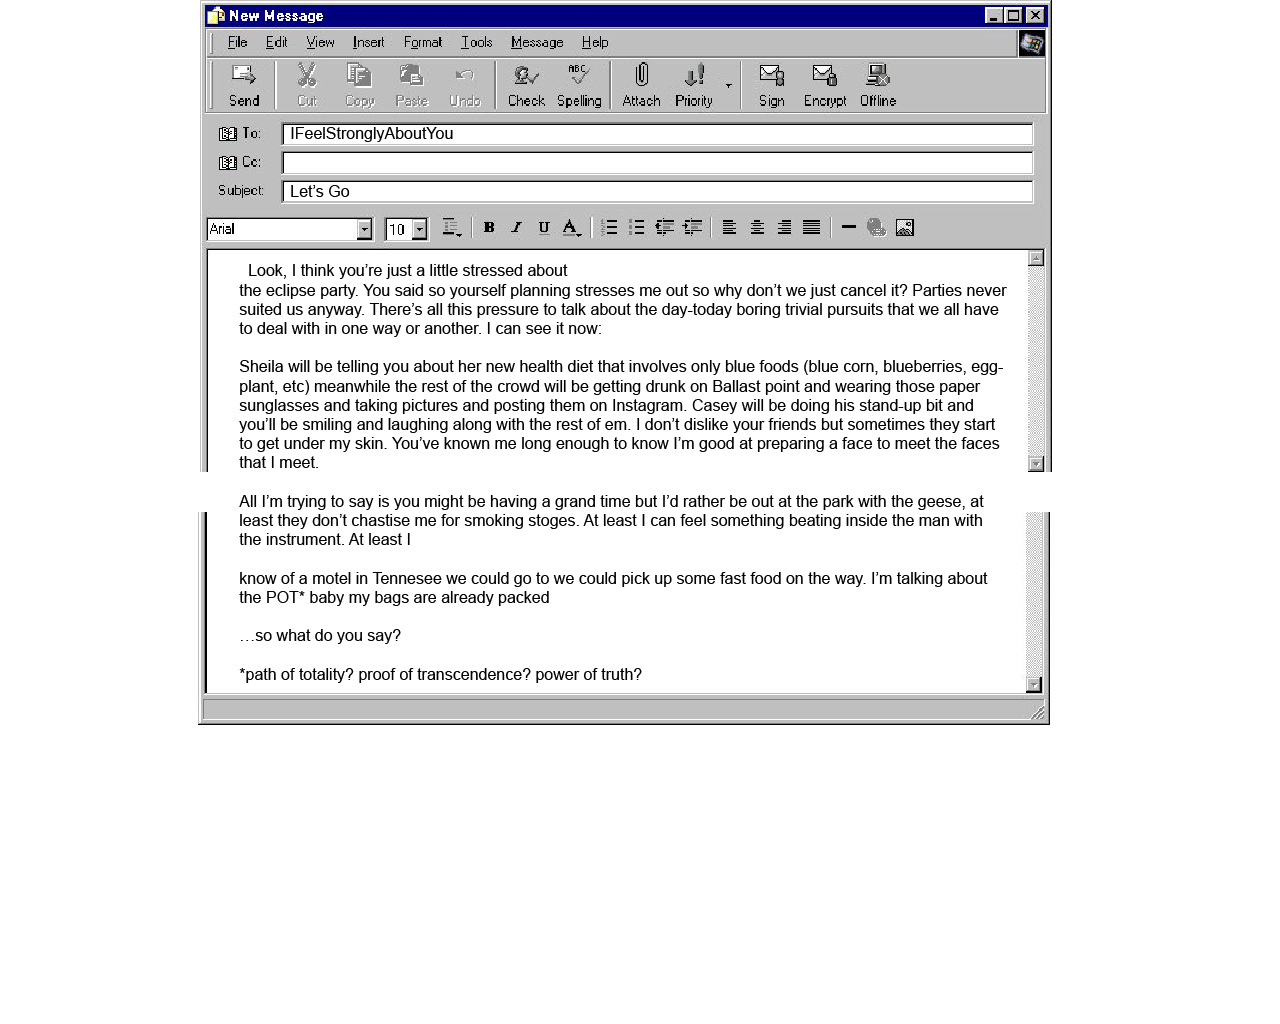 New Message
File Edit View Insert Format Tools Message Help
ABC
Send Cut Copy Paste Undo Check Spelling Attach Priority Sign Encrypt Offline
To: IFeelStronglyAboutYou
Cc:
Subject: Let’s Go
Arial 10 B I U A
Look, I think you’re just a little stressed about
the eclipse party. You said so yourself planning stresses me out so why don’t we just cancel it? Parties never
suited us anyway. There’s all this pressure to talk about the day-today boring trivial pursuits that we all have
to deal with in one way or another. I can see it now:
Sheila will be telling you about her new health diet that involves only blue foods (blue corn, blueberries, egg-
plant, etc) meanwhile the rest of the crowd will be getting drunk on Ballast point and wearing those paper
sunglasses and taking pictures and posting them on Instagram. Casey will be doing his stand-up bit and
you’ll be smiling and laughing along with the rest of em. I don’t dislike your friends but sometimes they start
to get under my skin. You’ve known me long enough to know I’m good at preparing a face to meet the faces
that I meet.
All I’m trying to say is you might be having a grand time but I’d rather be out at the park with the geese, at
least they don’t chastise me for smoking stoges. At least I can feel something beating inside the man with
the instrument. At least I
know of a motel in Tennesee we could go to we could pick up some fast food on the way. I’m talking about
the POT* baby my bags are already packed
…so what do you say?
*path of totality? proof of transcendence? power of truth?